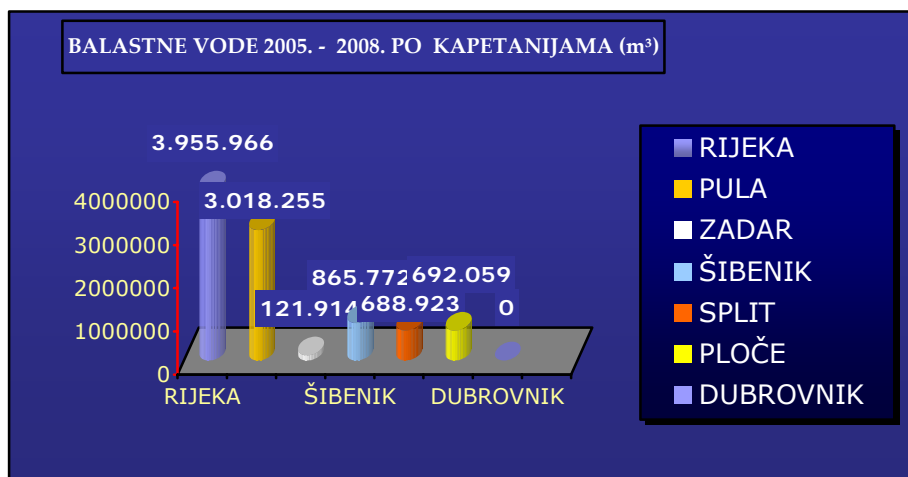 BALASTNE VODE 2005. - 2008. PO KAPETANIJAMA (m³)
3.955.966
3.018.255
121.914
865.772
688.923
692.059
0
4000000
3000000
2000000
1000000
0
RIJEKA
ŠIBENIK
DUBROVNIK
RIJEKA
PULA
ZADAR
ŠIBENIK
SPLIT
PLOČE
DUBROVNIK